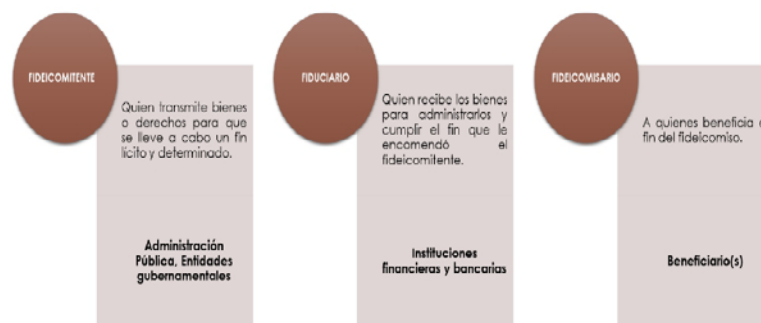 FIDEICOMITENTE
Quien transmite bienes
o derechos para que
se lleve a cabo un fin
lícito y determinado.
Administración
Pública, Entidades
gubernamentales
FIDUCIARIO
Quien recibe los bienes
para administrarlos y
cumplir el fin que le
encomendó el
fideicomitente.
Instituciones
financieras y bancarias
FIDEICOMISARIO
A quienes beneficia
fin del fideicomiso.
Beneficiario(s)